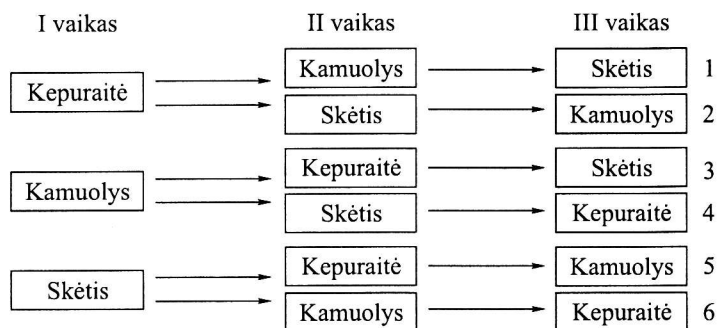 I vaikas II vaikas III vaikas
Kamuolys Skėtis 1
Kepuraitė
Skėtis Kamuolys 2
Kepuraitė Skėtis 3
Kamuolys
Skėtis Kepuraitė 4
Kepuraitė Kamuolys 5
Skėtis
Kamuolys Kepuraitė 6